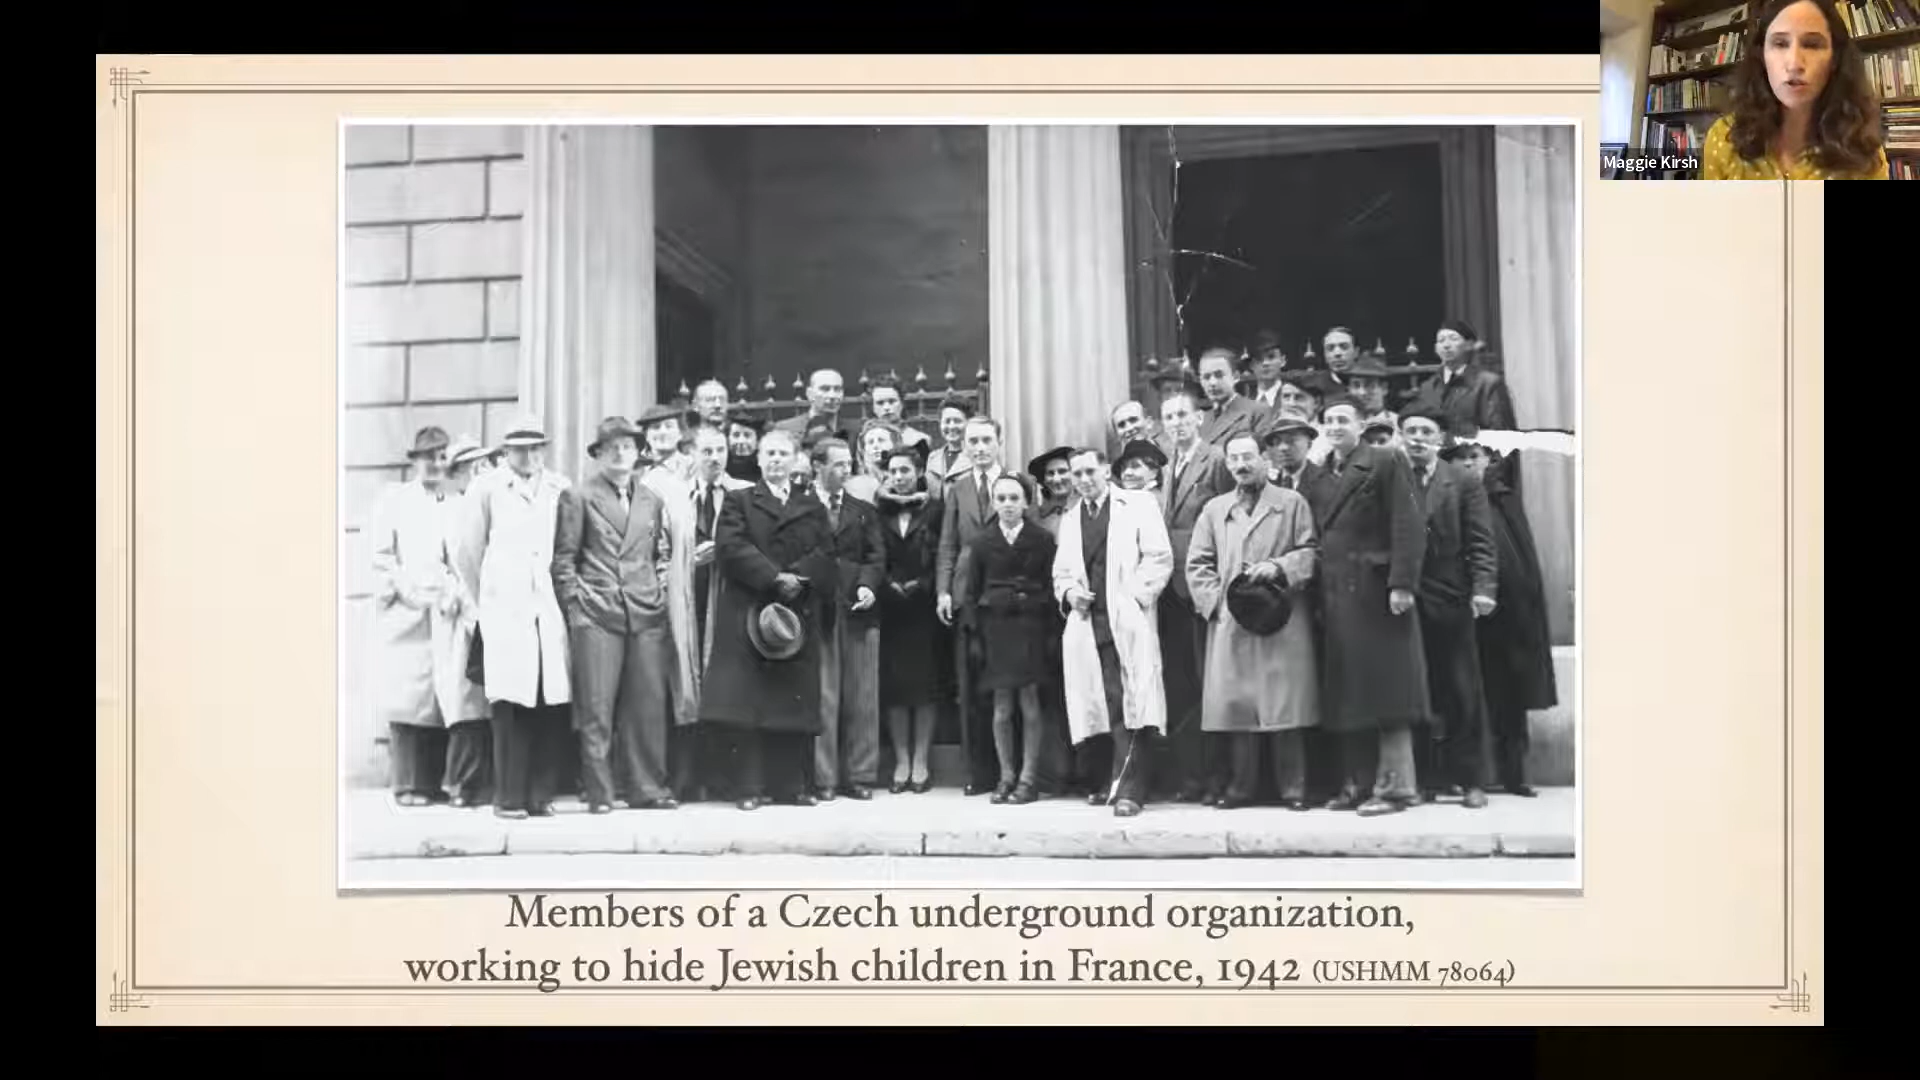 Maggie Kirsh
Members of a Czech underground organization,
working to hide Jewish children in France, 1942 (USHMM 78064)